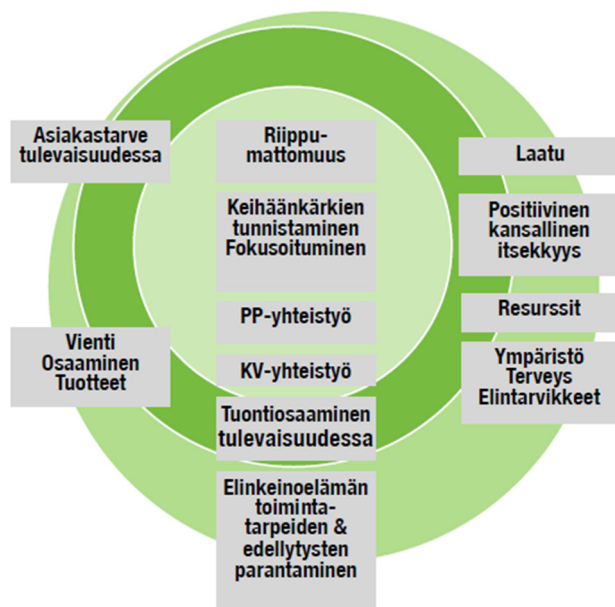 Asiakastarve
tulevaisuudessa
Vienti
Osaaminen
Tuotteet
Riippu-
mattomuus
Keihäänkärkien
tunnistaminen
Fokusoituminen
PP-yhteistyö
KV-yhteistyö
Tuontiosaaminen
tulevaisuudessa
Elinkeinoelämän
toiminta-
tarpeiden &
edellytysten
parantaminen
Laatu
Positiivinen
kansallinen
itsekkyys
Resurssit
Ympäristö
Terveys
Elintarvikkeet